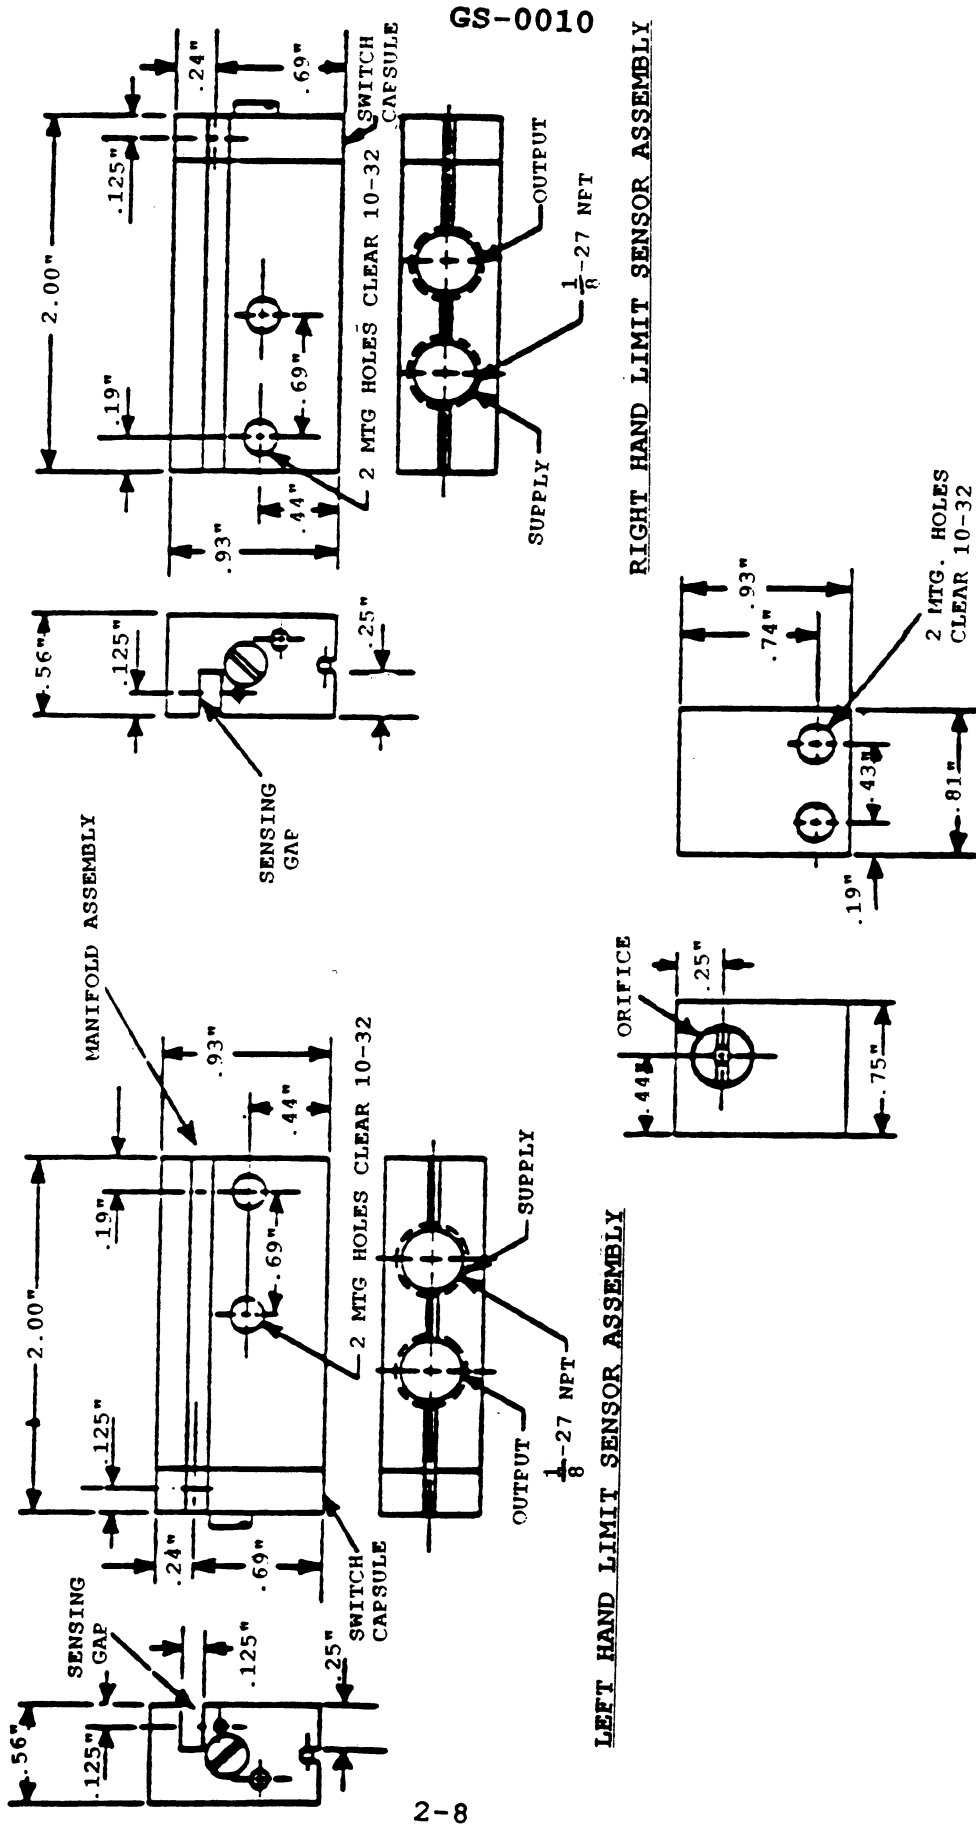 GS-0010
.56"
.125"
SENSING
GAP
.125"
.25"
2.00"
.125"
.19"
MANIFOLD ASSEMBLY
.24"
.69"
.69"
.93"
.44"
SWITCH
CAPSULE
2 MTG HOLES CLEAR 10-32
OUTPUT
1/8-27 NPT
SUPPLY
LEFT HAND LIMIT SENSOR ASSEMBLY
.56"
.125"
SENSING
GAP
.25"
2.00"
.19"
.125"
.93"
.44"
.69"
.24"
.69"
2 MTG HOLES CLEAR 10-32
SWITCH
CAPSULE
SUPPLY
OUTPUT
1/8-27 NPT
RIGHT HAND LIMIT SENSOR ASSEMBLY
ORIFICE
.44"
.25"
.75"
.74"
.93"
.19"
.43"
.81"
2 MTG. HOLES
CLEAR 10-32
2-8